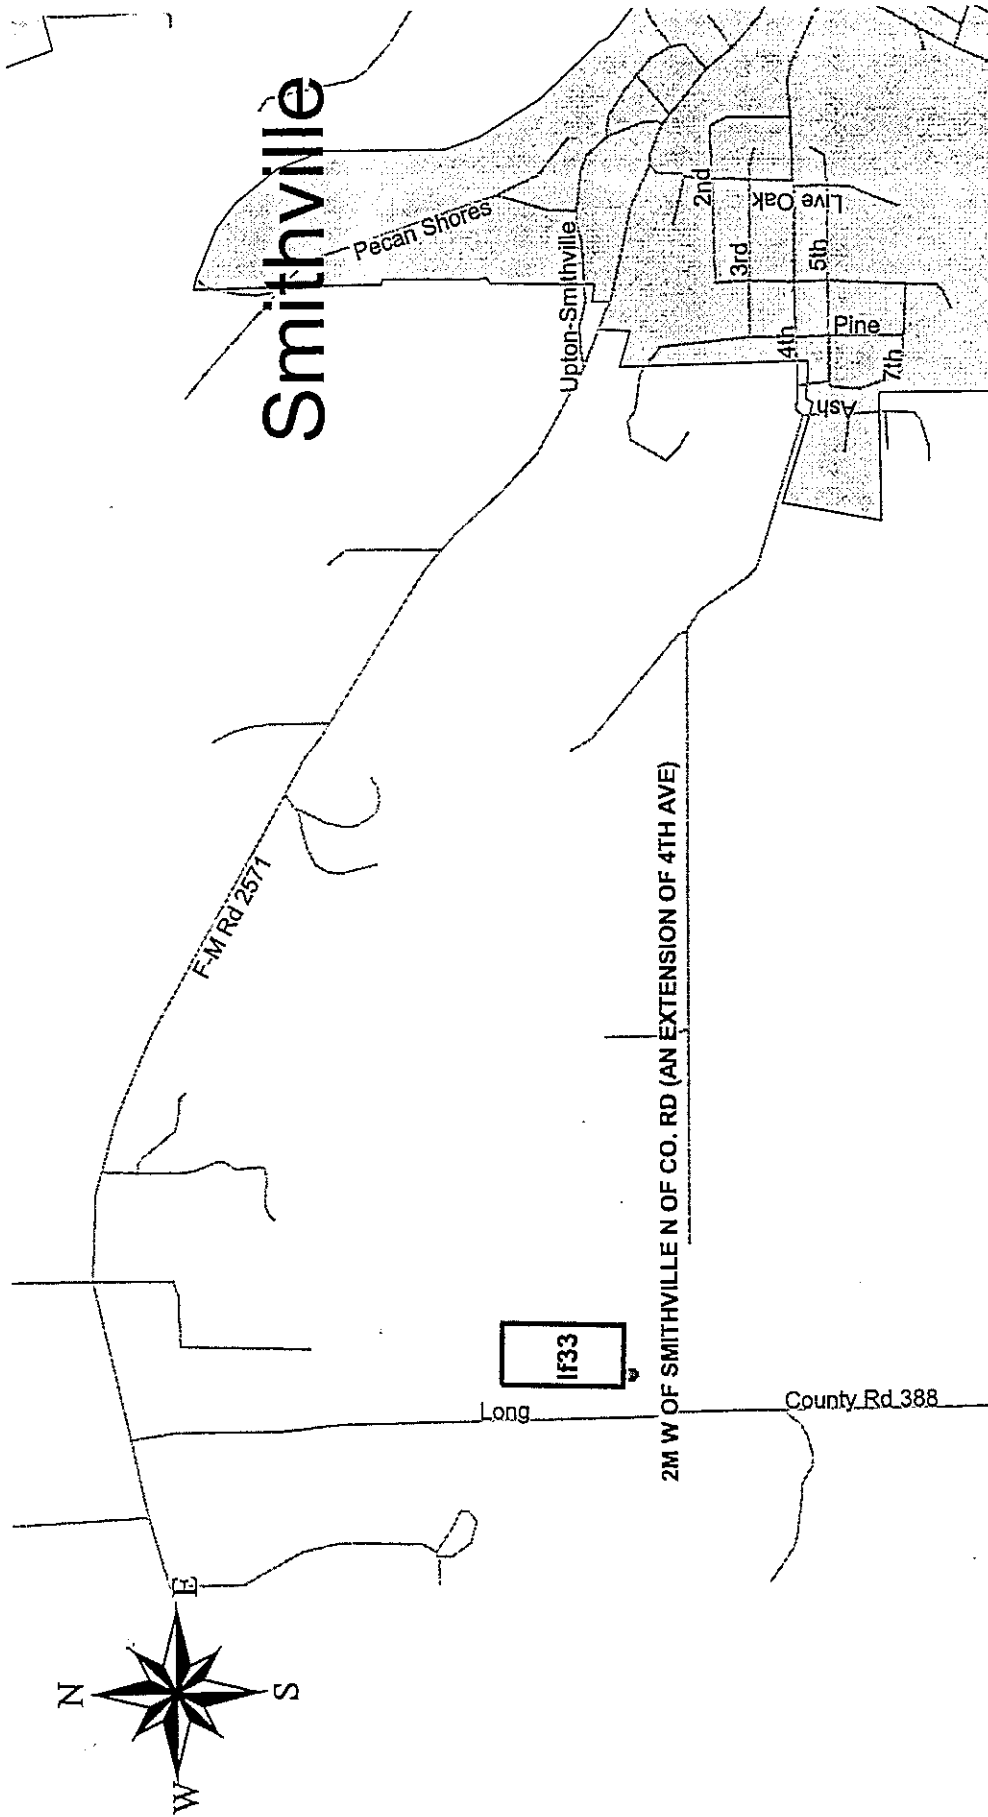 N
W
E
S
Smithville
Pecan Shores
Upton-Smithville
F-M Rd 2571
2nd
3rd
Live Oak
4th
5th
Pine
7th
Ash
lf33
Long
2M W OF SMITHVILLE N OF CO. RD (AN EXTENSION OF 4TH AVE)
County Rd 388